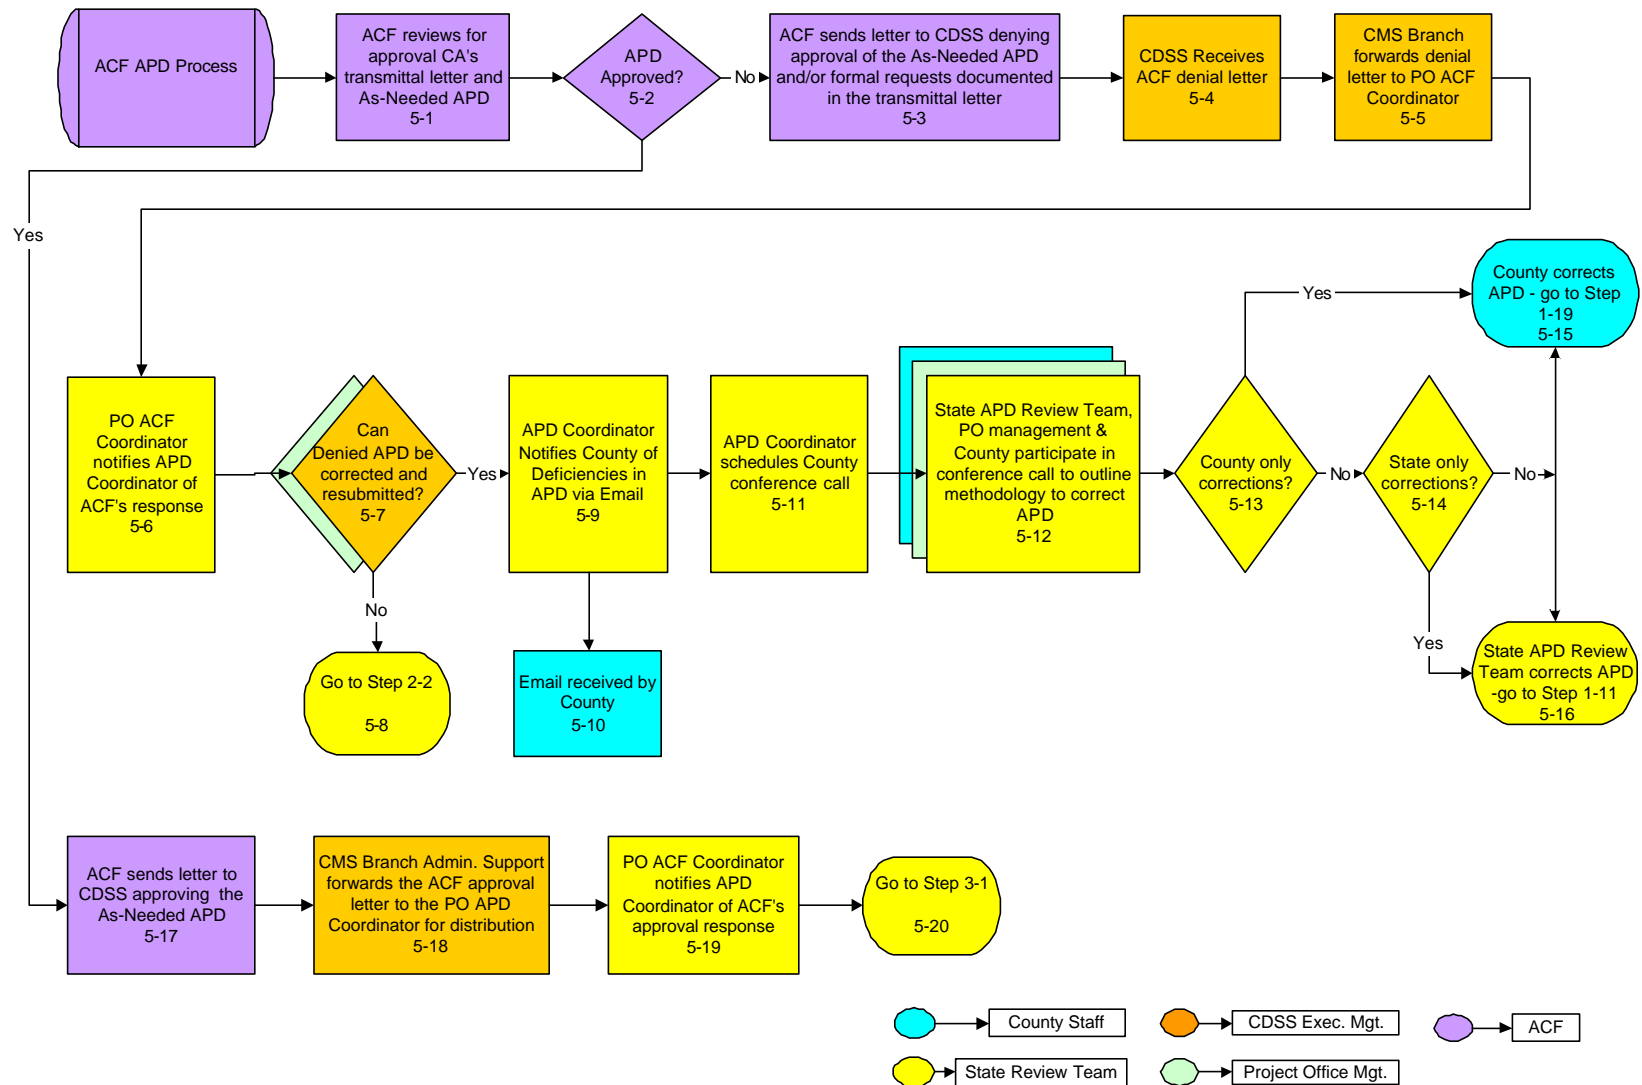 ACF APD Process
ACF reviews for
approval CA's
transmittal letter and
As-Needed APD
5-1
APD
Approved?
5-2
No
ACF sends letter to CDSS denying
approval of the As-Needed APD
and/or formal requests documented
in the transmittal letter
5-3
CDSS Receives
ACF denial letter
5-4
CMS Branch
forwards denial
letter to PO ACF
Coordinator
5-5
Yes
PO ACF
Coordinator
notifies APD
Coordinator of
ACF's response
5-6
Can
Denied APD be
corrected and
resubmitted?
5-7
Yes
No
Go to Step 2-2
5-8
APD Coordinator
Notifies County of
Deficiencies in
APD via Email
5-9
Email received by
County
5-10
APD Coordinator
schedules County
conference call
5-11
State APD Review Team,
PO management &
County participate in
conference call to outline
methodology to correct
APD
5-12
County only
corrections?
5-13
Yes
No
State only
corrections?
5-14
No
Yes
County corrects
APD - go to Step
1-19
5-15
State APD Review
Team corrects APD
-go to Step 1-11
5-16
ACF sends letter to
CDSS approving the
As-Needed APD
5-17
CMS Branch Admin. Support
forwards the ACF approval
letter to the PO APD
Coordinator for distribution
5-18
PO ACF Coordinator
notifies APD
Coordinator of ACF's
approval response
5-19
Go to Step 3-1
5-20
County Staff
CDSS Exec. Mgt.
ACF
State Review Team
Project Office Mgt.